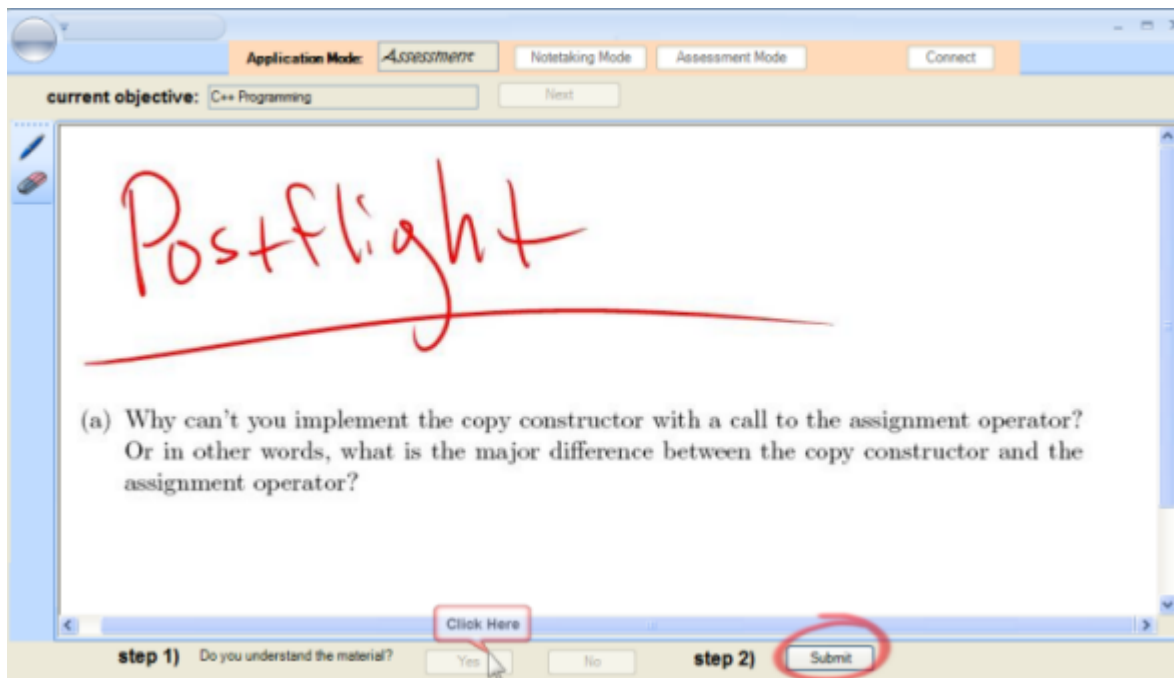 Application Mode: Assessment Notetaking Mode Assessment Mode Connect
current objective: C++ Programming Next
Postflight
(a) Why can't you implement the copy constructor with a call to the assignment operator?
Or in other words, what is the major difference between the copy constructor and the
assignment operator?
Click Here
step 1) Do you understand the material? Yes No step 2) Submit